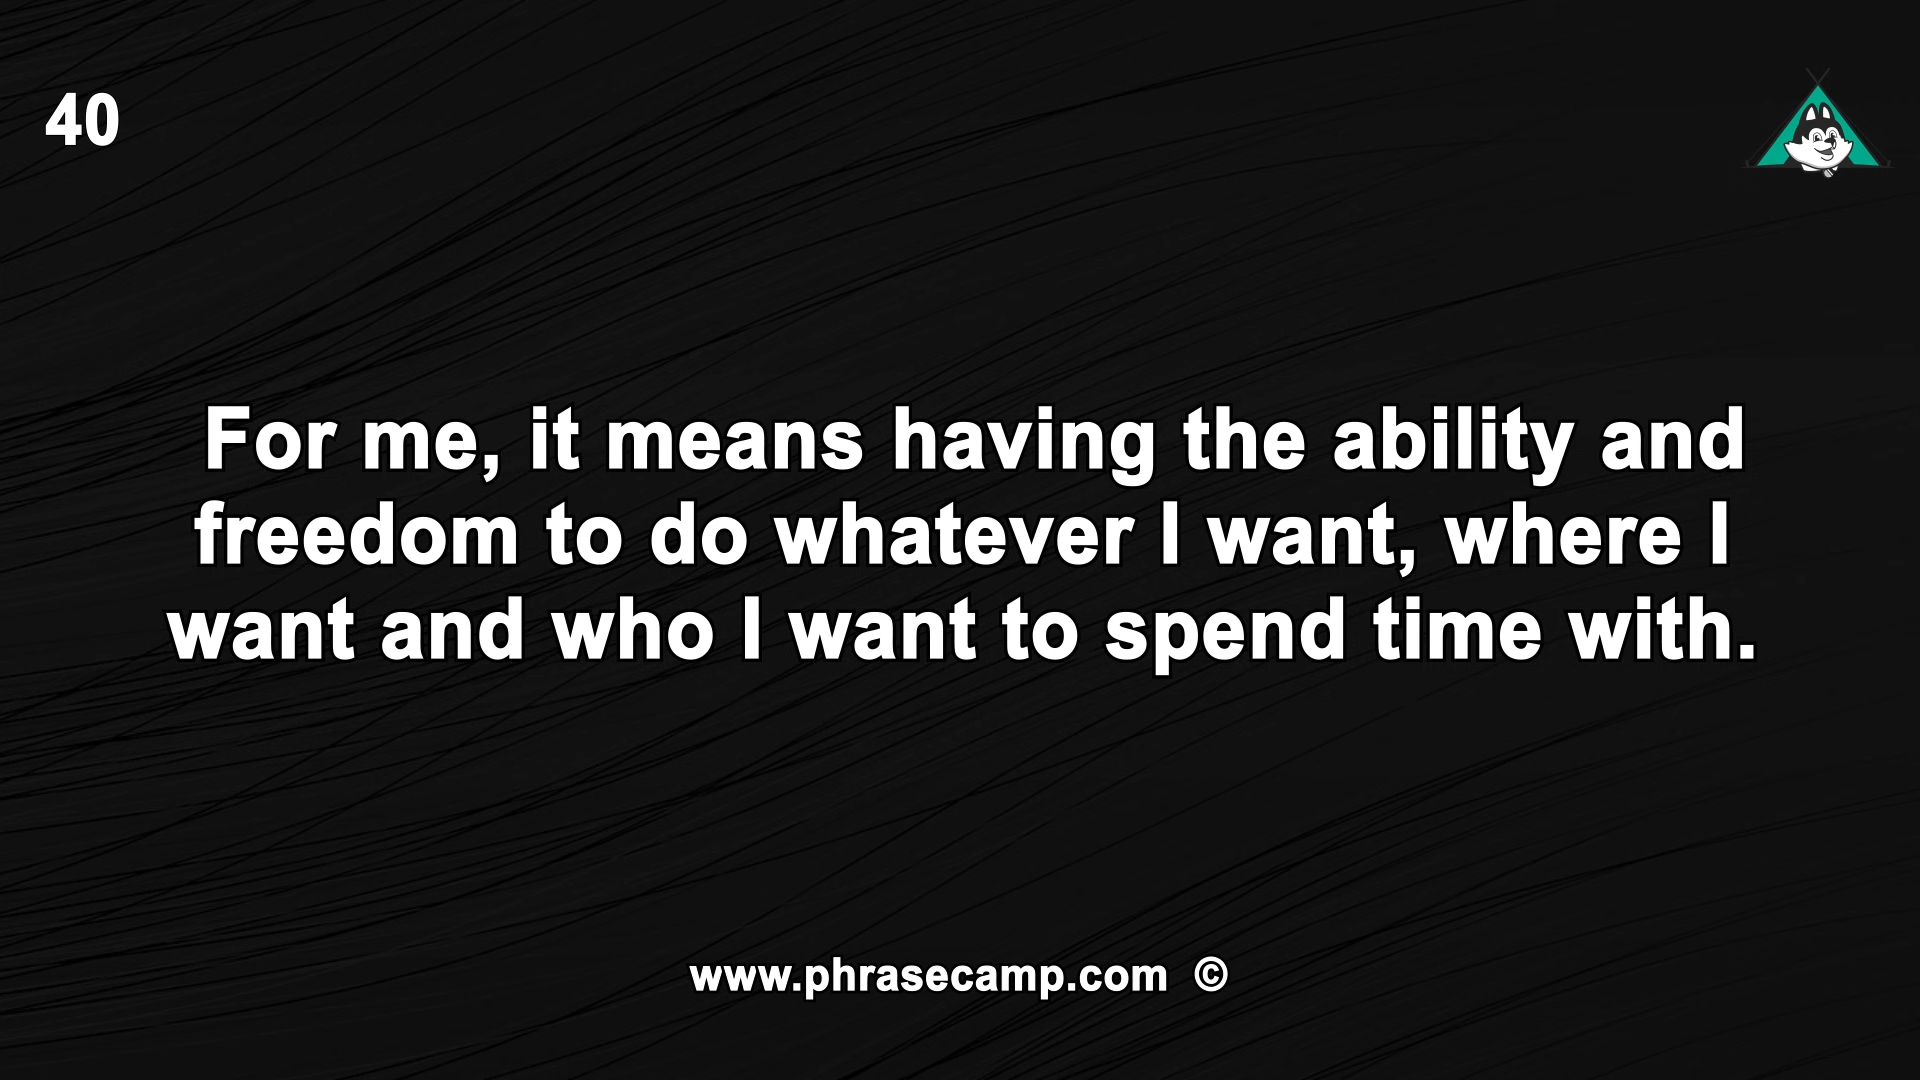 40
For me, it means having the ability and
freedom to do whatever I want, where I
want and who I want to spend time with.
www.phrasecamp.com ©